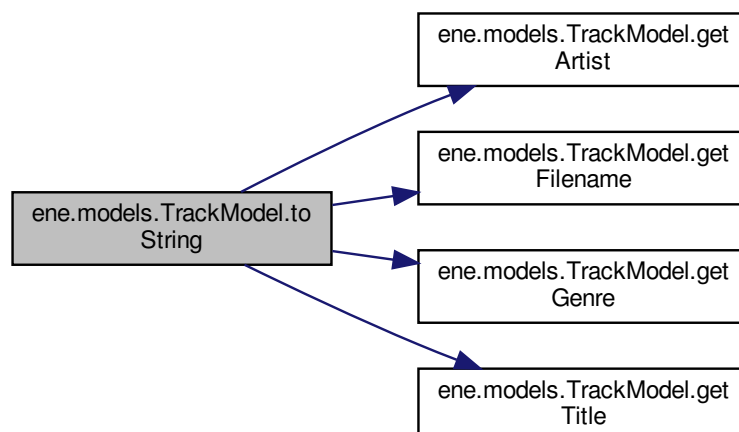 ene.models.TrackModel.get
Artist
ene.models.TrackModel.get
Filename
ene.models.TrackModel.to
String
ene.models.TrackModel.get
Genre
ene.models.TrackModel.get
Title